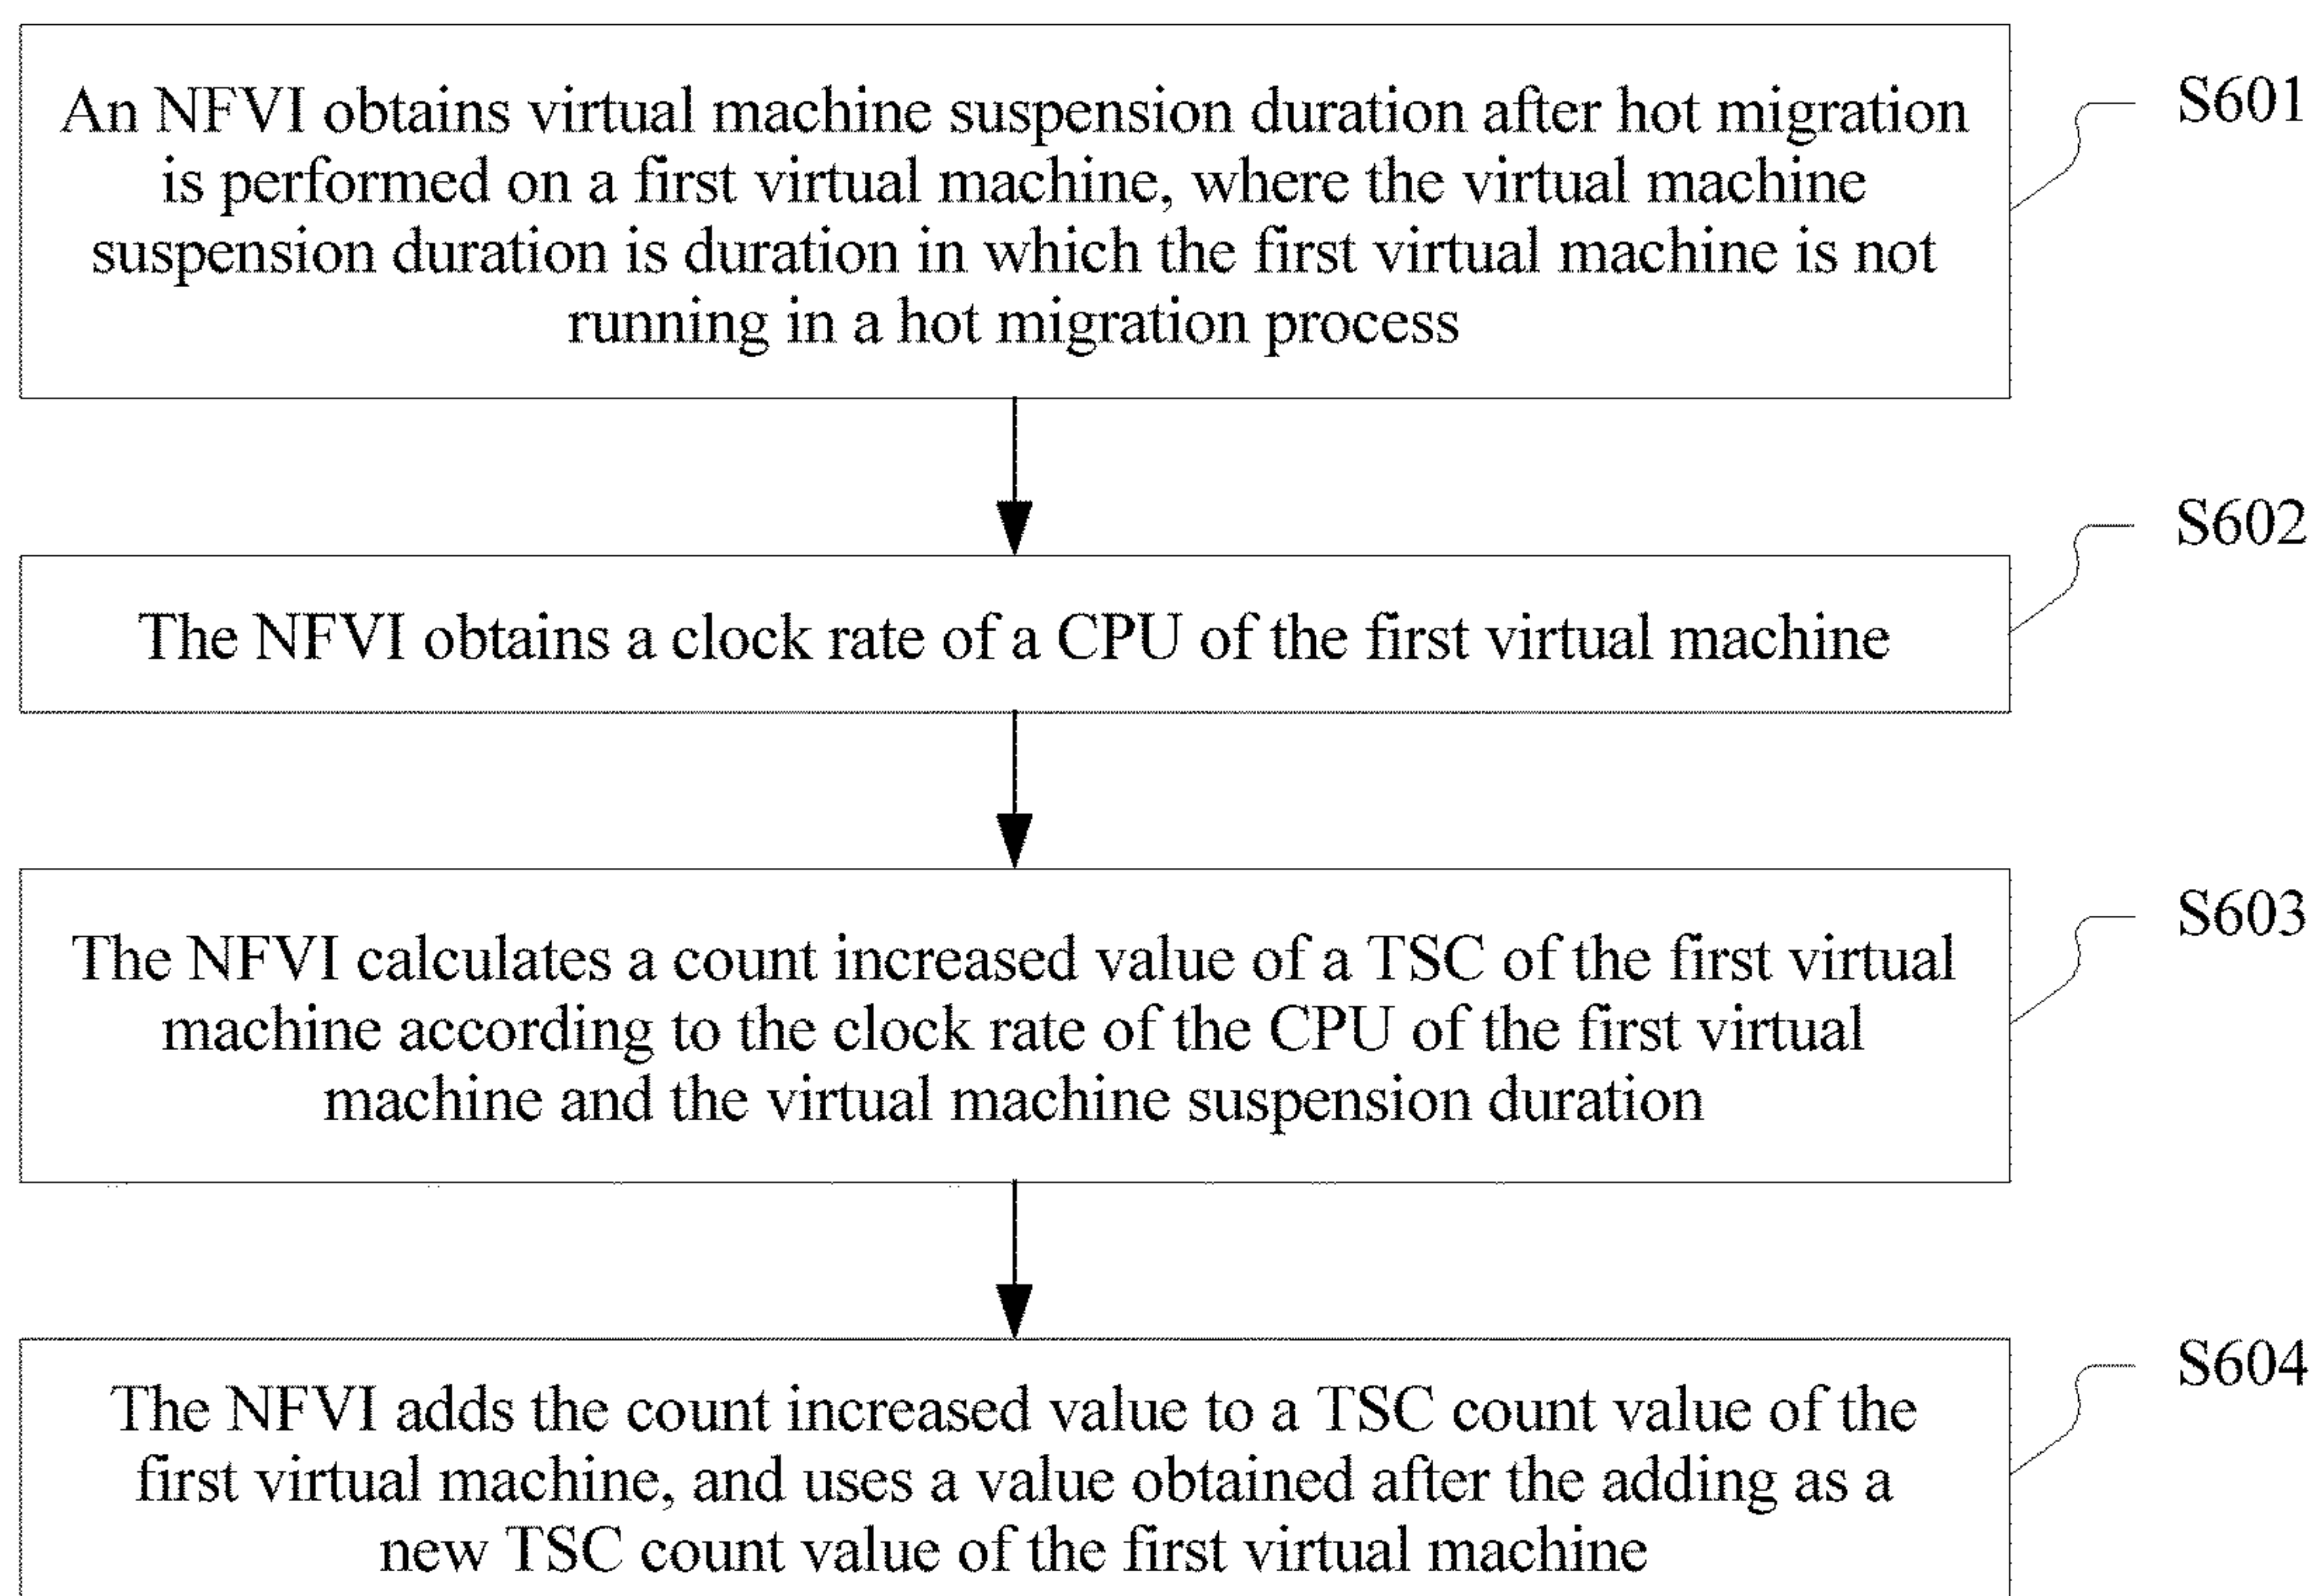 An NFVI obtains virtual machine suspension duration after hot migration
is performed on a first virtual machine, where the virtual machine
suspension duration is duration in which the first virtual machine is not
running in a hot migration process
S601
The NFVI obtains a clock rate of a CPU of the first virtual machine
S602
The NFVI calculates a count increased value of a TSC of the first virtual
machine according to the clock rate of the CPU of the first virtual
machine and the virtual machine suspension duration
S603
The NFVI adds the count increased value to a TSC count value of the
first virtual machine, and uses a value obtained after the adding as a
new TSC count value of the first virtual machine
S604